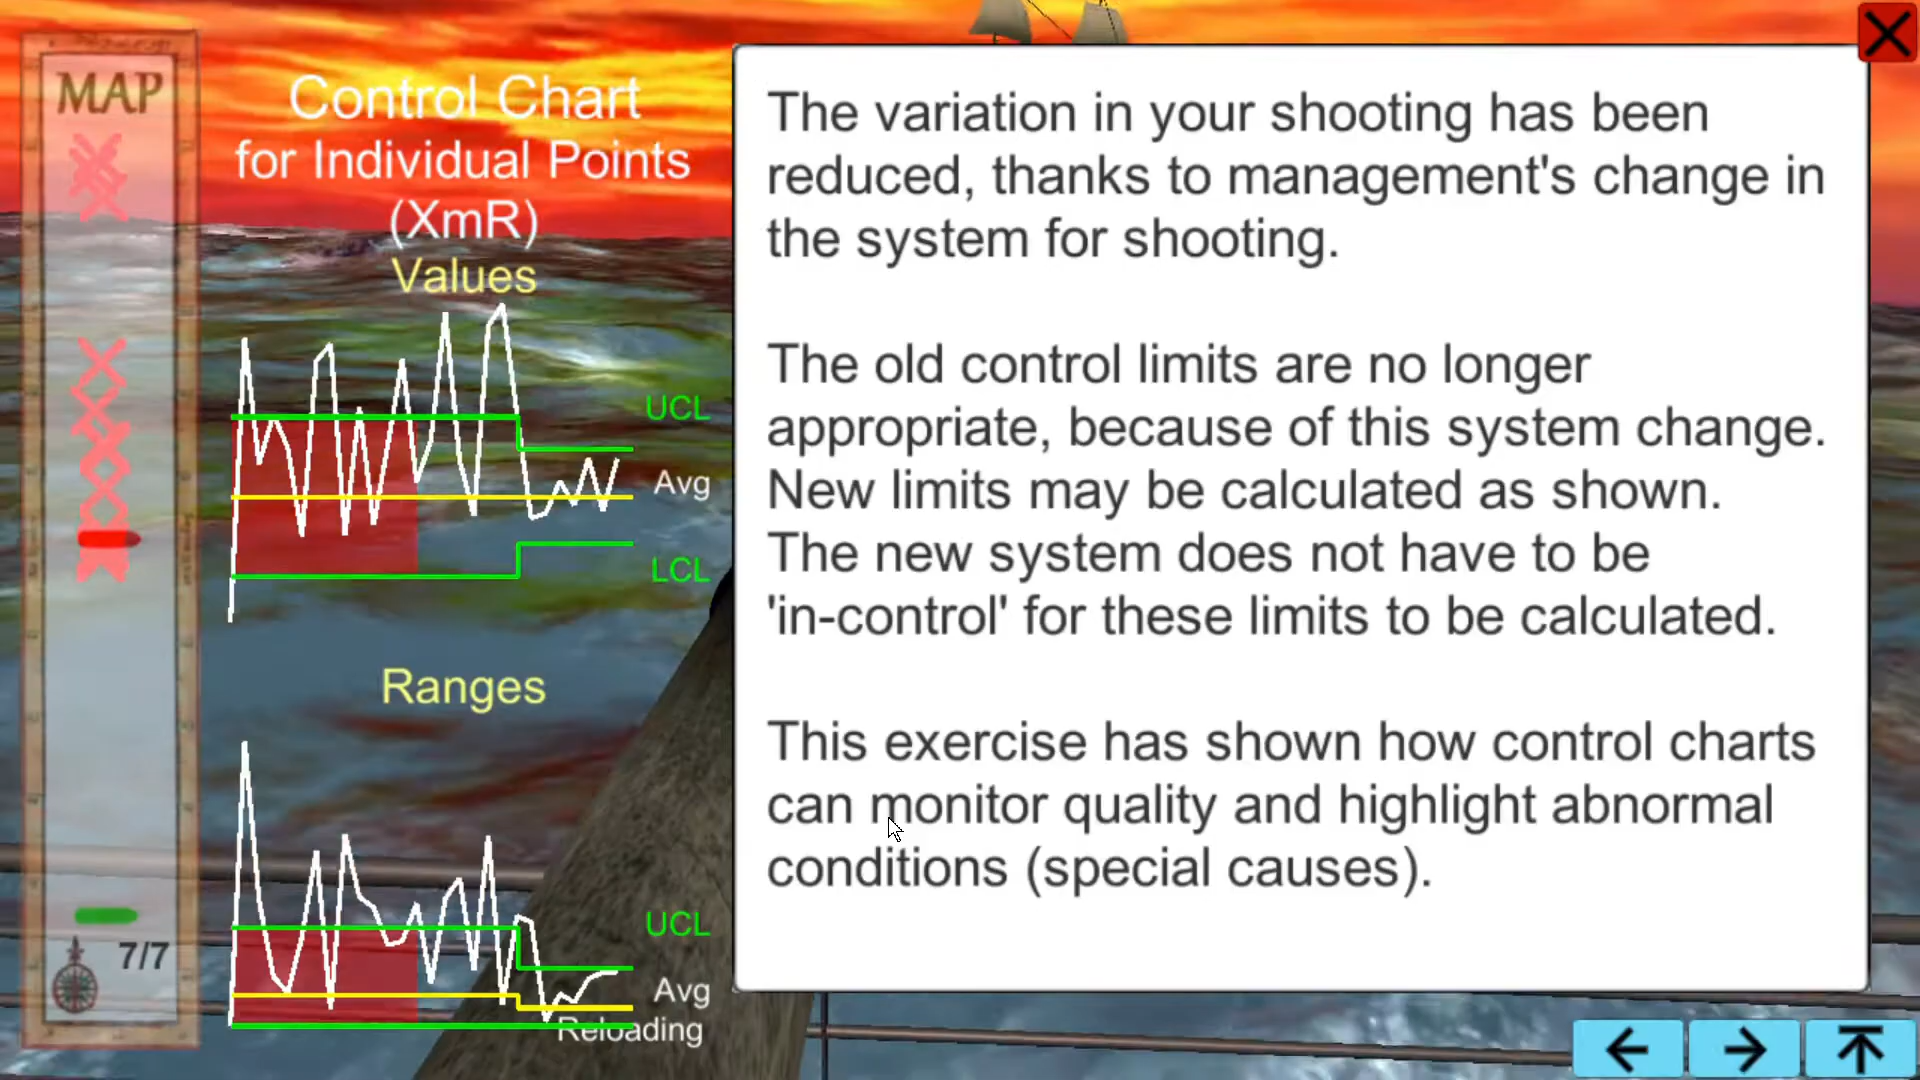 MAP
Control Chart
for Individual Points
(XmR)
Values
UCL
Avg
LCL
Ranges
UCL
Avg
Reloading
7/7
The variation in your shooting has been
reduced, thanks to management's change in
the system for shooting.
The old control limits are no longer
appropriate, because of this system change.
New limits may be calculated as shown.
The new system does not have to be
'in-control' for these limits to be calculated.
This exercise has shown how control charts
can monitor quality and highlight abnormal
conditions (special causes).